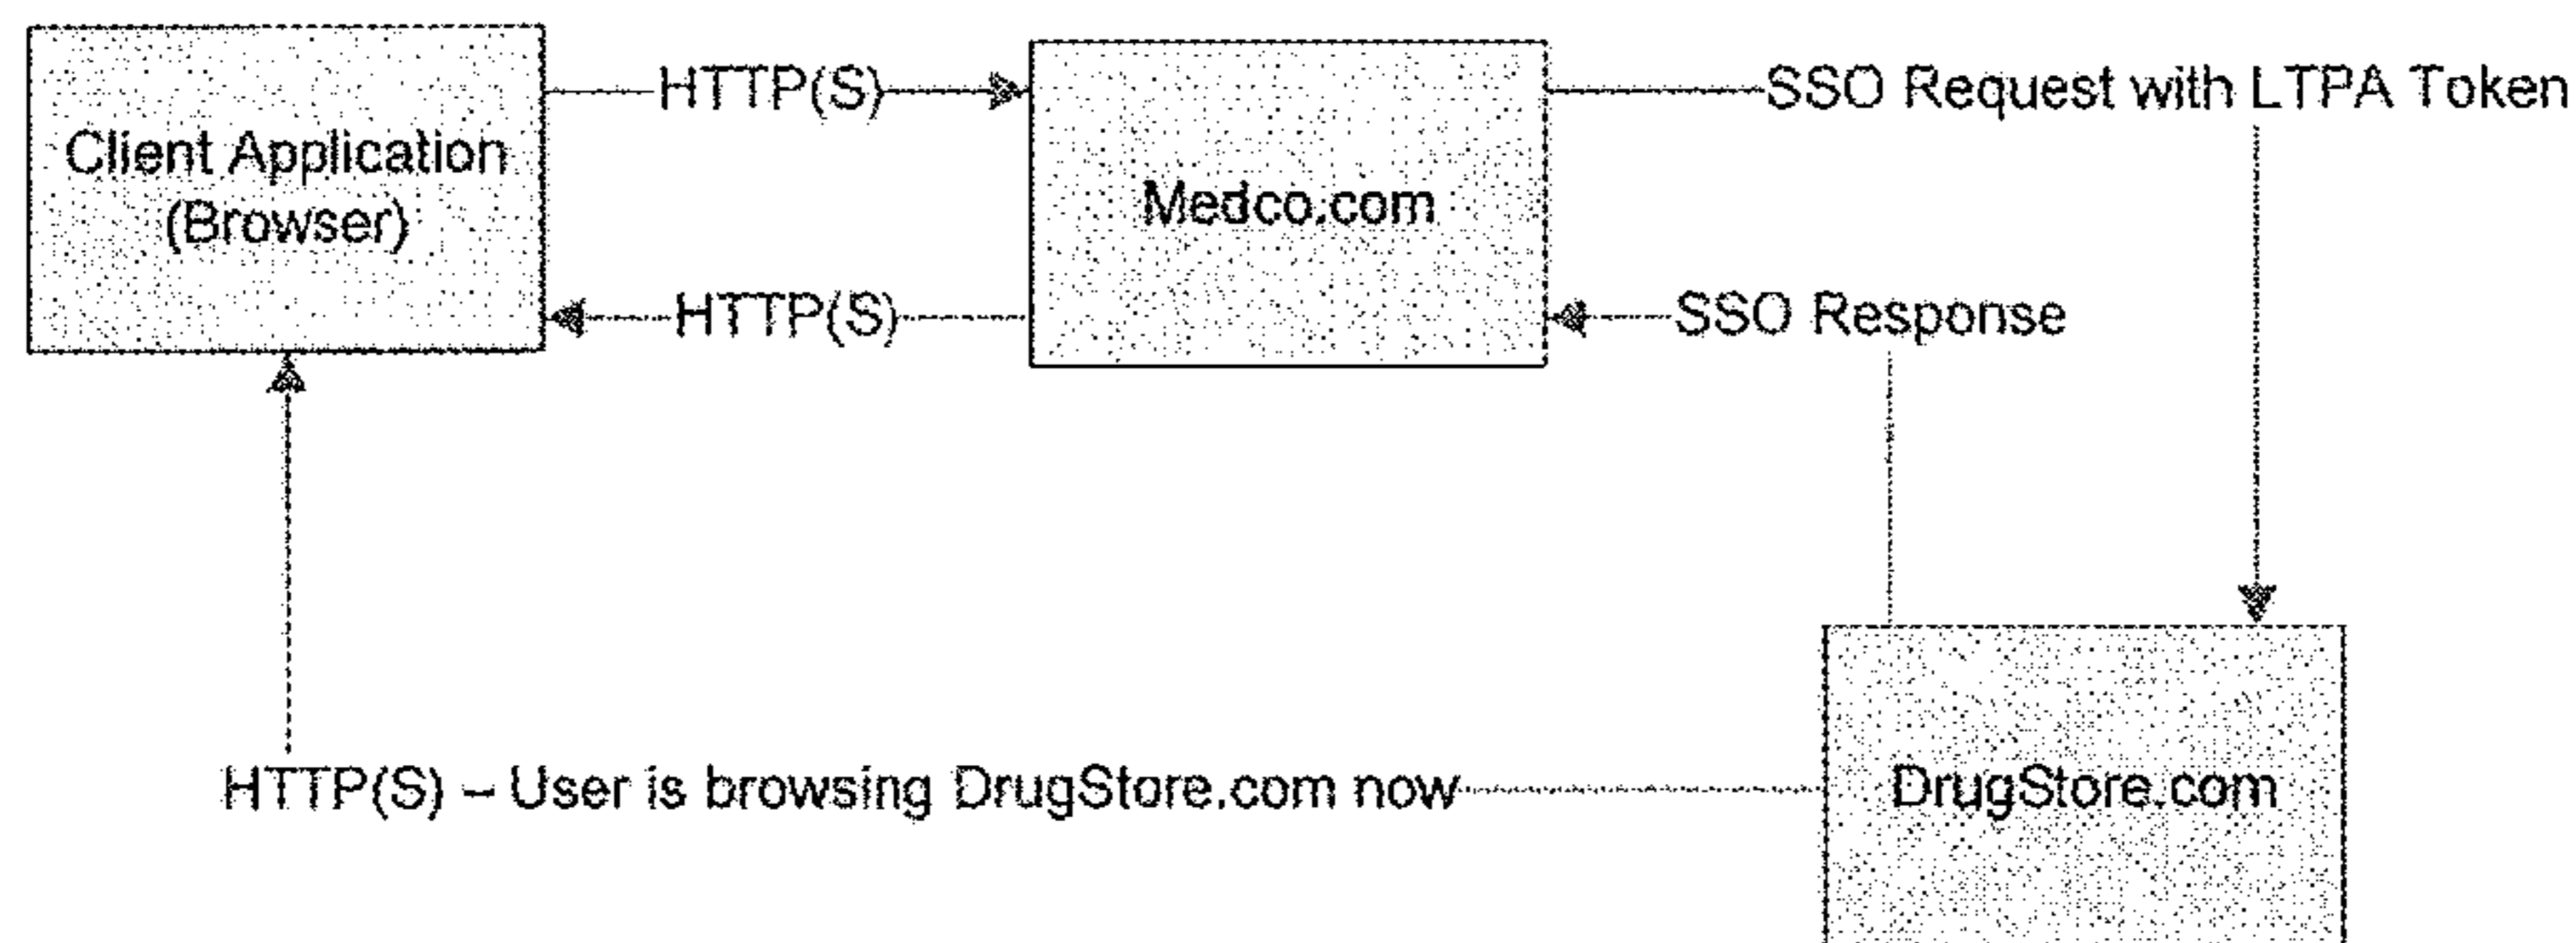 HTTP(S)
SSO Request with LTPA Token
Client Application
(Browser)
Medco.com
HTTP(S)
SSO Response
HTTP(S) – User is browsing DrugStore.com now
DrugStore.com